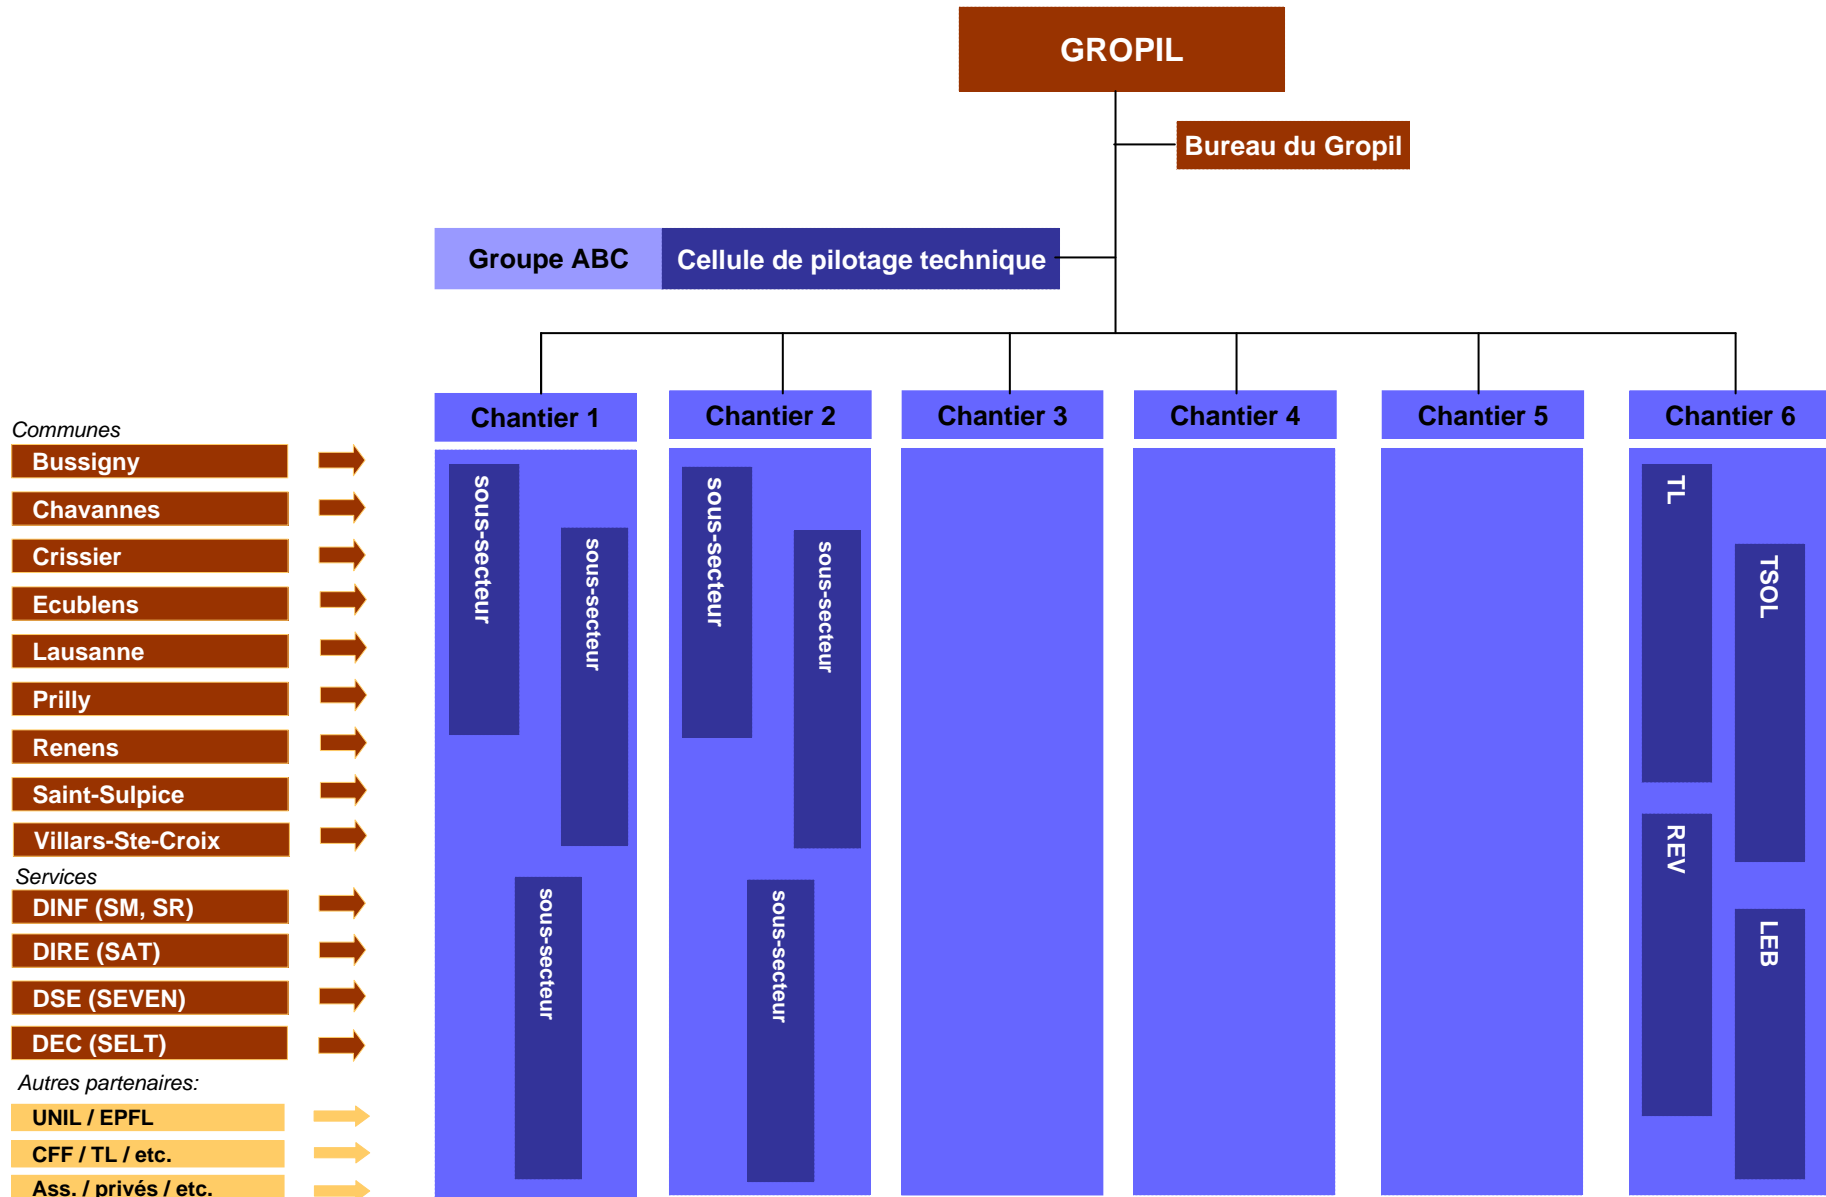 GROPIL
Bureau du Gropil
Groupe ABC
Cellule de pilotage technique
Chantier 1
Chantier 2
Chantier 3
Chantier 4
Chantier 5
Chantier 6
Communes
Bussigny
Chavannes
Crissier
Ecublens
Lausanne
Prilly
Renens
Saint-Sulpice
Villars-Ste-Croix
Services
DINF (SM, SR)
DIRE (SAT)
DSE (SEVEN)
DEC (SELT)
Autres partenaires:
UNIL / EPFL
CFF / TL / etc.
Ass. / privés / etc.
sous-secteur
sous-secteur
sous-secteur
sous-secteur
sous-secteur
sous-secteur
TL
TSOL
REV
LEB